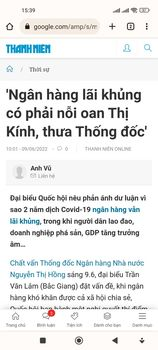 15:39
google.com/amp/s/m
THANH NIÊN
Thời sự
'Ngân hàng lãi khủng
có phải nỗi oan Thị
Kính, thưa Thống đốc'
10:01 - 09/06/2022
THANH NIÊN ONLINE
Anh Vũ
Liên hệ
Đại biểu Quốc hội nêu phản ánh dư luận vì
sao 2 năm dịch Covid-19 ngân hàng vẫn
lãi khủng, trong khi người dân lao đao,
doanh nghiệp phá sản, GDP tăng trưởng
âm...
Chất vấn Thống đốc Ngân hàng Nhà nước
Nguyễn Thị Hồng sáng 9.6, đại biểu Trần
Văn Lâm (Bắc Giang) đặt vấn đề, khi ngân
hàng khó khăn được cả xã hội chia sẻ,
Trang chủ
Bình luận
Tiện ích
Dành cho bạn
Danh mục